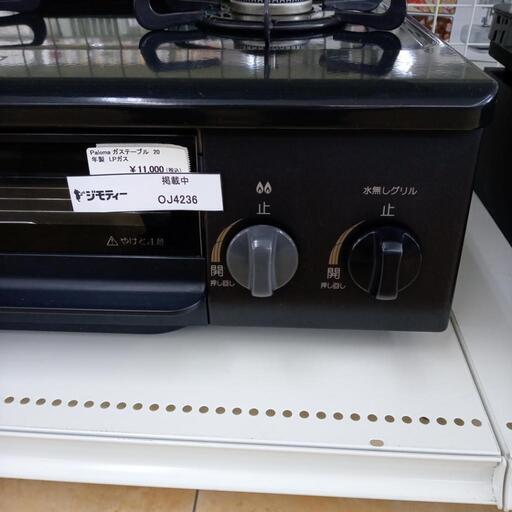 Paloma ガステーブル 20
年製 LPガス
¥11,000(税込)
掲載中
ジモティー
OJ4236
⚠やけど注意
止
開
押し回し
水無しグリル
止
開
押し回し